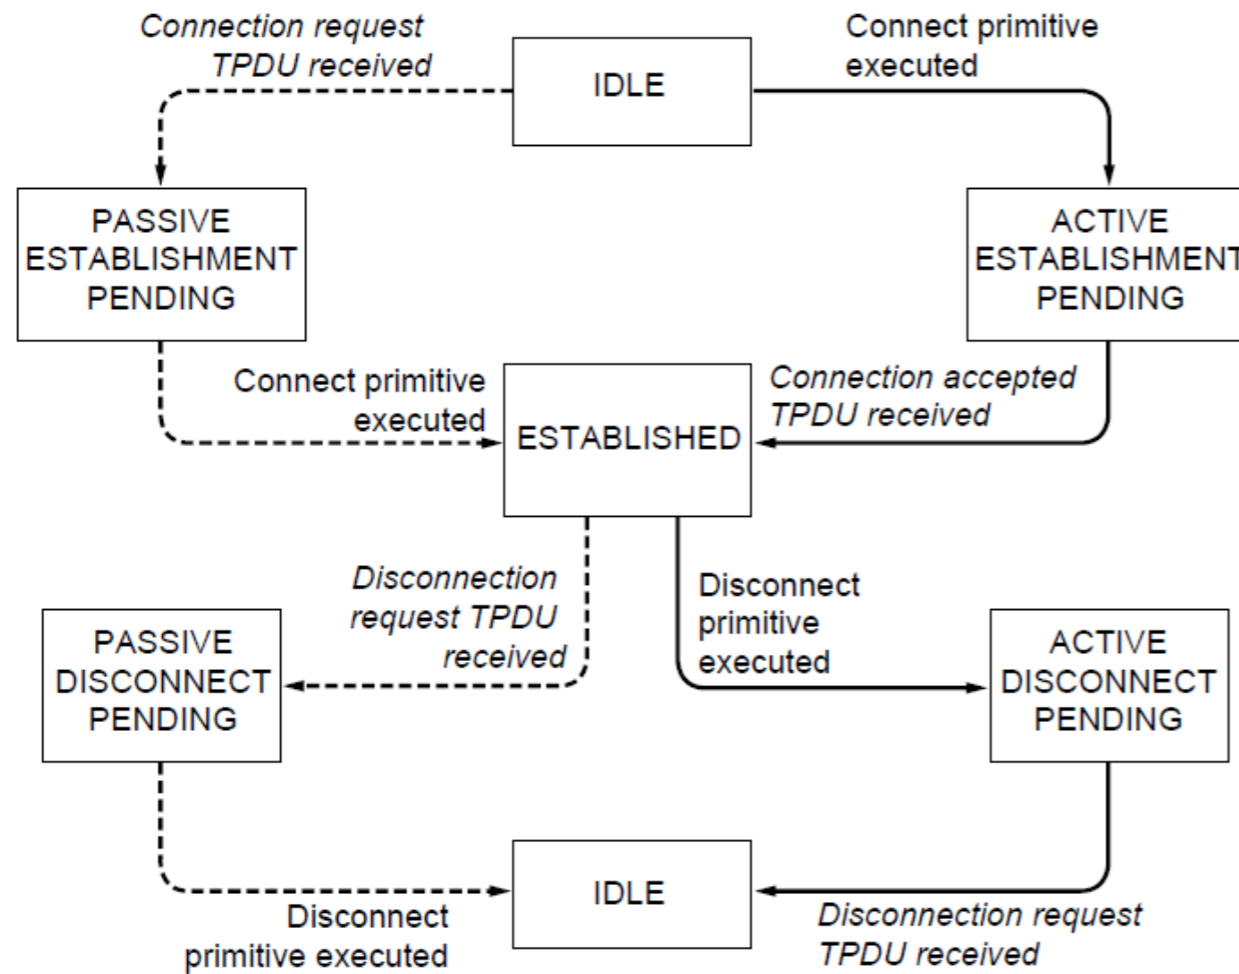 Connection request
TPDU received
IDLE
Connect primitive
executed
PASSIVE
ESTABLISHMENT
PENDING
ACTIVE
ESTABLISHMENT
PENDING
Connect primitive
executed
ESTABLISHED
Connection accepted
TPDU received
Disconnection
request TPDU
received
Disconnect
primitive
executed
PASSIVE
DISCONNECT
PENDING
ACTIVE
DISCONNECT
PENDING
IDLE
Disconnect
primitive executed
Disconnection request
TPDU received